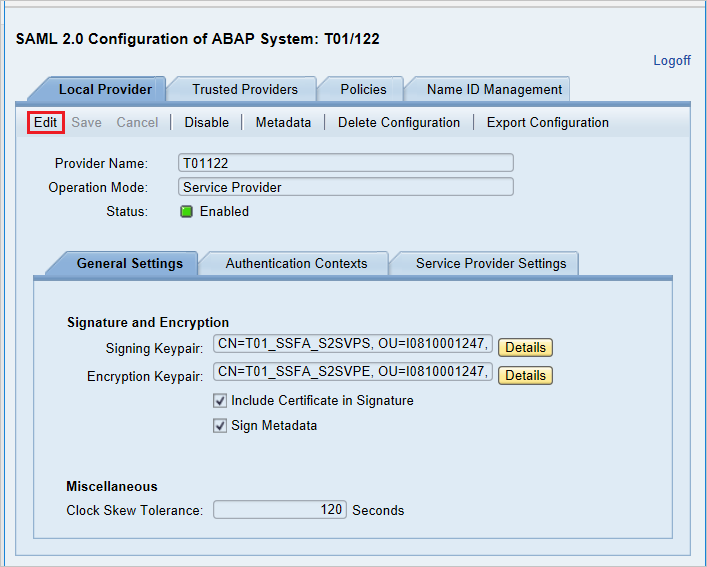 SAML 2.0 Configuration of ABAP System: T01/122
Logoff
Local Provider Trusted Providers Policies Name ID Management
Edit Save Cancel Disable Metadata Delete Configuration Export Configuration
Provider Name: T01122
Operation Mode: Service Provider
Status: Enabled
General Settings Authentication Contexts Service Provider Settings
Signature and Encryption
Signing Keypair: CN=T01_SSFA_S2SVPS, OU=I0810001247, Details
Encryption Keypair: CN=T01_SSFA_S2SVPE, OU=I0810001247, Details
Include Certificate in Signature
Sign Metadata
Miscellaneous
Clock Skew Tolerance: 120 Seconds